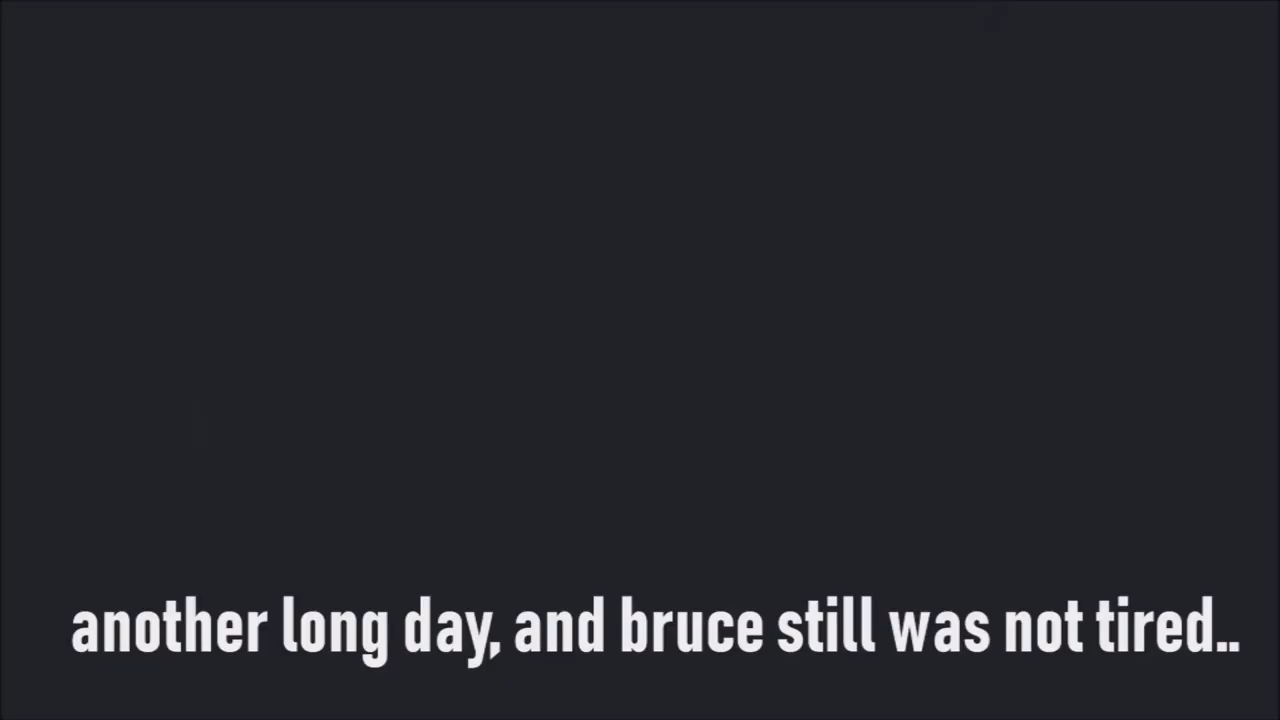 another long day, and bruce still was not tired..